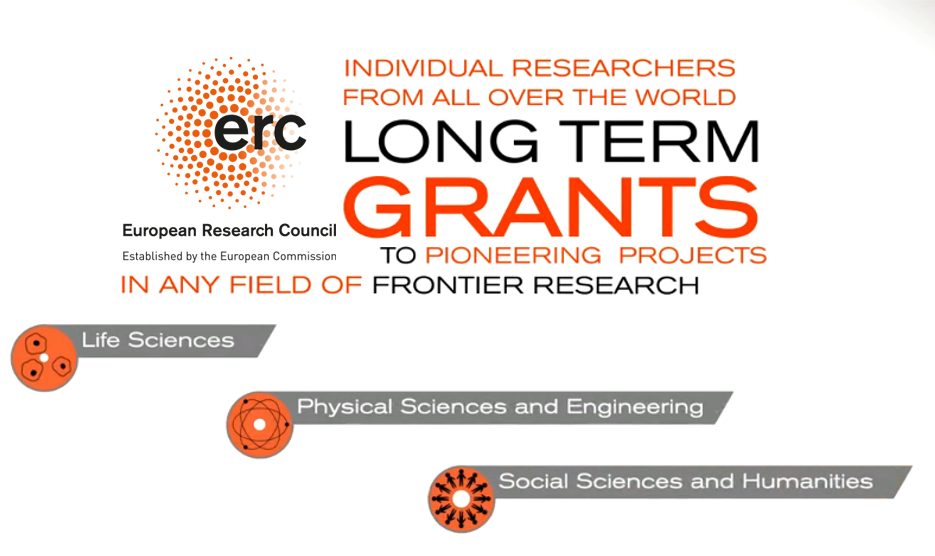 erc
European Research Council
Established by the European Commission
INDIVIDUAL RESEARCHERS
FROM ALL OVER THE WORLD
LONG TERM
GRANTS
TO PIONEERING PROJECTS
IN ANY FIELD OF FRONTIER RESEARCH
Life Sciences
Physical Sciences and Engineering
Social Sciences and Humanities